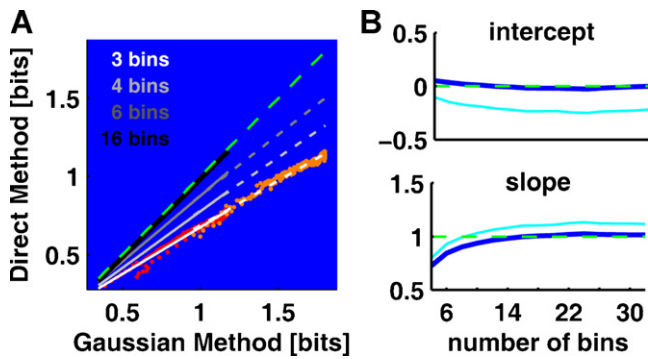 A
3 bins
4 bins
6 bins
16 bins
Direct Method [bits]
1.5
1
0.5
0.5 1 1.5
Gaussian Method [bits]
B
intercept
0.5
0
−0.5
slope
1.5
1
0.5
6 14 22 30
number of bins